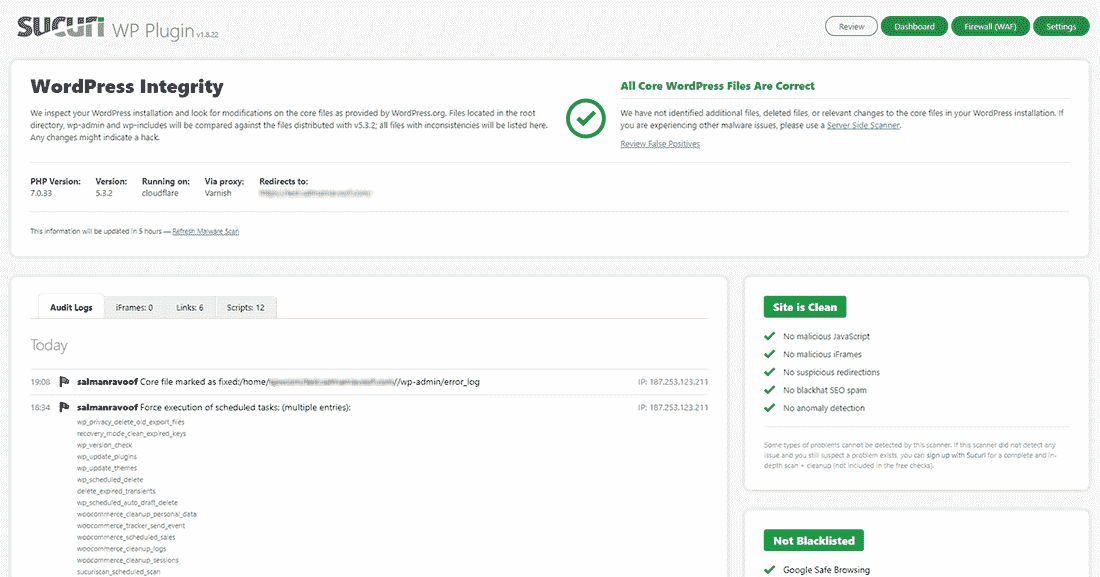 SUCURI WP Plugin v1.8.22
Review
Dashboard
Firewall (WAF)
Settings
WordPress Integrity
We inspect your WordPress installation and look for modifications on the core files as provided by WordPress.org. Files located in the root
directory, wp-admin and wp-includes will be compared against the files distributed with v5.3.2; all files with inconsistencies will be listed here.
Any changes might indicate a hack.
All Core WordPress Files Are Correct
We have not identified additional files, deleted files, or relevant changes to the core files in your WordPress installation. If
you are experiencing other malware issues, please use a Server Side Scanner.
Review False Positives
PHP Version: Version: Running on: Via proxy: Redirects to:
7.0.33 5.3.2 cloudflare Varnish
This information will be updated in 5 hours — Refresh Malware Scan
Audit Logs iFrames: 0 Links: 6 Scripts: 12
Today
19:08 salmanravoof Core file marked as fixed:/home/ //wp-admin/error_log IP: 187.253.123.211
18:34 salmanravoof Force execution of scheduled tasks: (multiple entries): IP: 187.253.123.211
wp_privacy_delete_old_export_files
recovery_mode_clean_expired_keys
wp_version_check
wp_update_plugins
wp_update_themes
wp_scheduled_delete
delete_expired_transients
wp_scheduled_auto_draft_delete
woocommerce_cleanup_personal_data
woocommerce_tracker_send_event
woocommerce_scheduled_sales
woocommerce_cleanup_logs
woocommerce_cleanup_sessions
sucuriscan_scheduled_scan
Site is Clean
No malicious JavaScript
No malicious iFrames
No suspicious redirections
No blackhat SEO spam
No anomaly detection
Some types of problems cannot be detected by this scanner. If this scanner did not detect any
issue and you still suspect a problem exists, you can sign up with Sucuri for a complete and in-
depth scan + cleanup (not included in the free checks).
Not Blacklisted
Google Safe Browsing